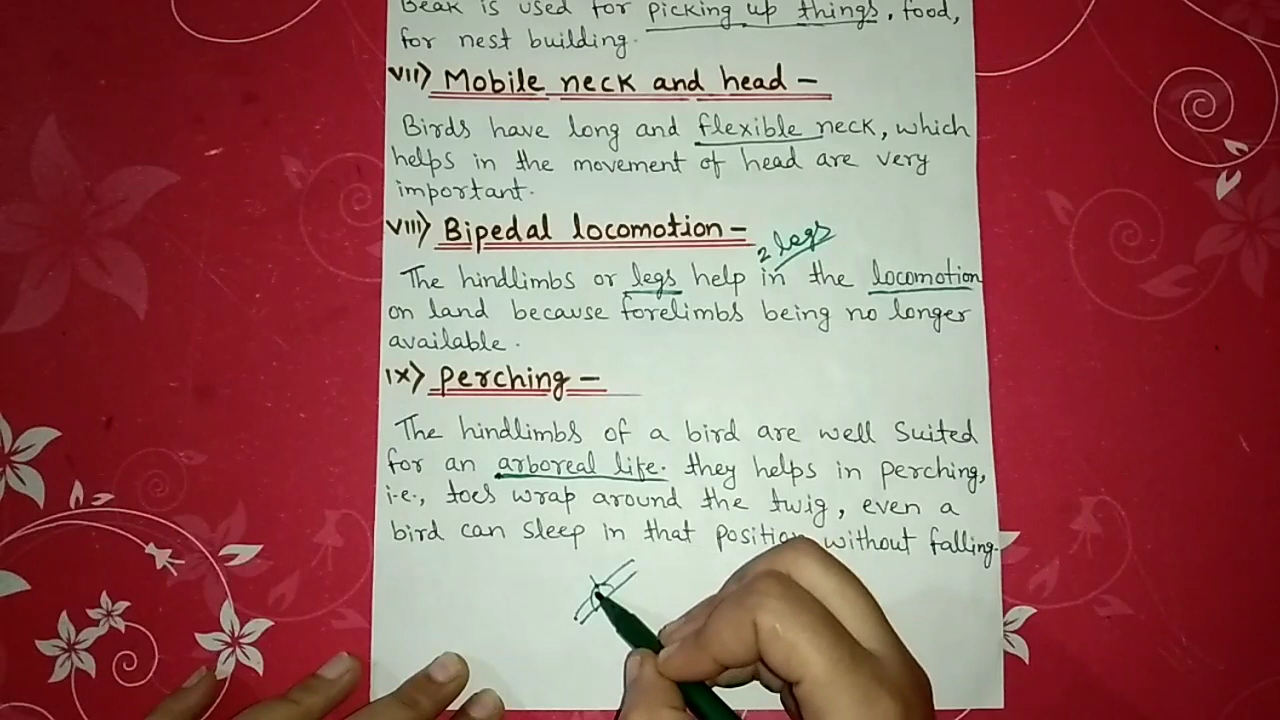 Beak is used for picking up things, food,
for nest building.
VII) Mobile neck and head -
Birds have long and flexible neck, which
helps in the movement of head are very
important.
VIII) Bipedal locomotion -
2 legs
The hindlimbs or legs help in the locomotion
on land because forelimbs being no longer
available.
IX) Perching -
The hindlimbs of a bird are well suited
for an arboreal life. they helps in perching,
i.e., toes wrap around the twig, even a
bird can sleep in that position without falling.